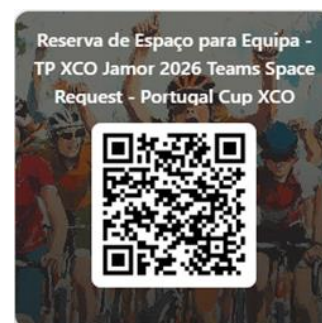 Reserva de Espaço para Equipa -
TP XCO Jamor 2026 Teams Space
Request - Portugal Cup XCO